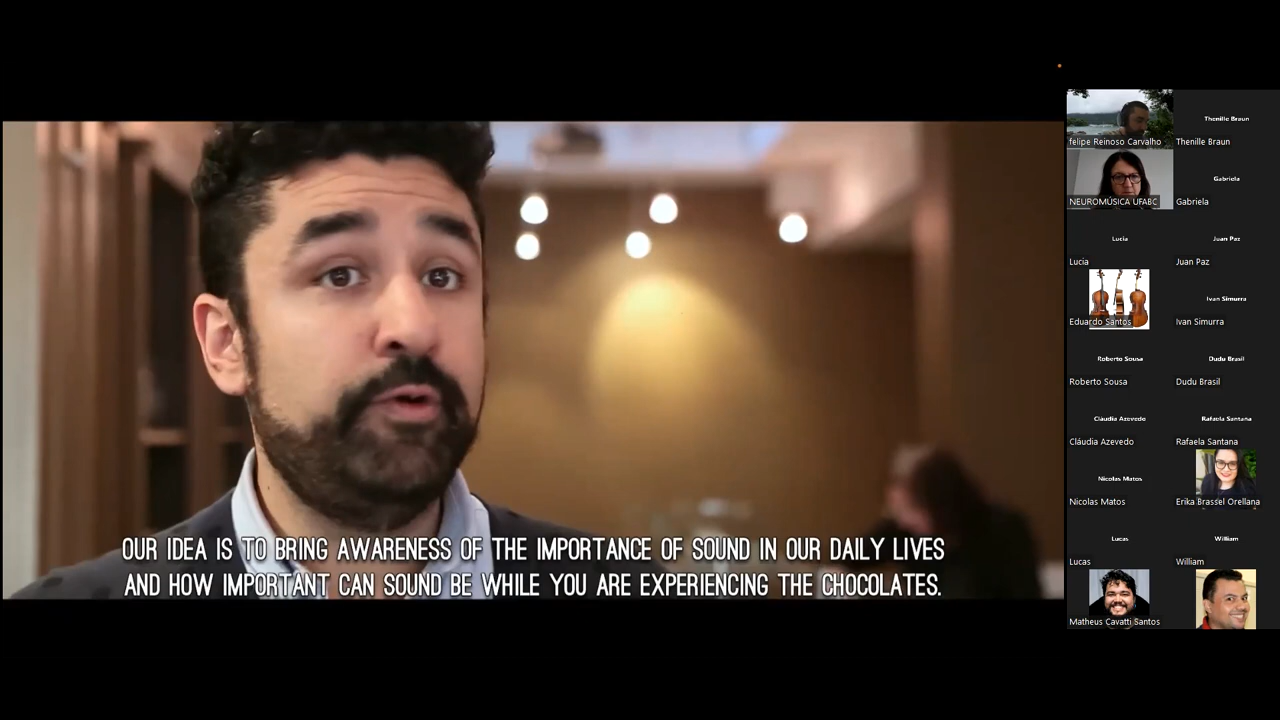 OUR IDEA IS TO BRING AWARENESS OF THE IMPORTANCE OF SOUND IN OUR DAILY LIVES
AND HOW IMPORTANT CAN SOUND BE WHILE YOU ARE EXPERIENCING THE CHOCOLATES.
felipe Reinoso Carvalho
Thenille Braun
Thenille Braun
NEUROMÚSICA UFABC
Gabriela
Gabriela
Lucia
Lucia
Juan Paz
Juan Paz
Eduardo Santos
Ivan Simurra
Ivan Simurra
Roberto Sousa
Roberto Sousa
Dudu Brasil
Dudu Brasil
Cláudia Azevedo
Cláudia Azevedo
Rafaela Santana
Rafaela Santana
Nicolas Matos
Nicolas Matos
Erika Brassel Orellana
Lucas
Lucas
William
William
Matheus Cavatti Santos